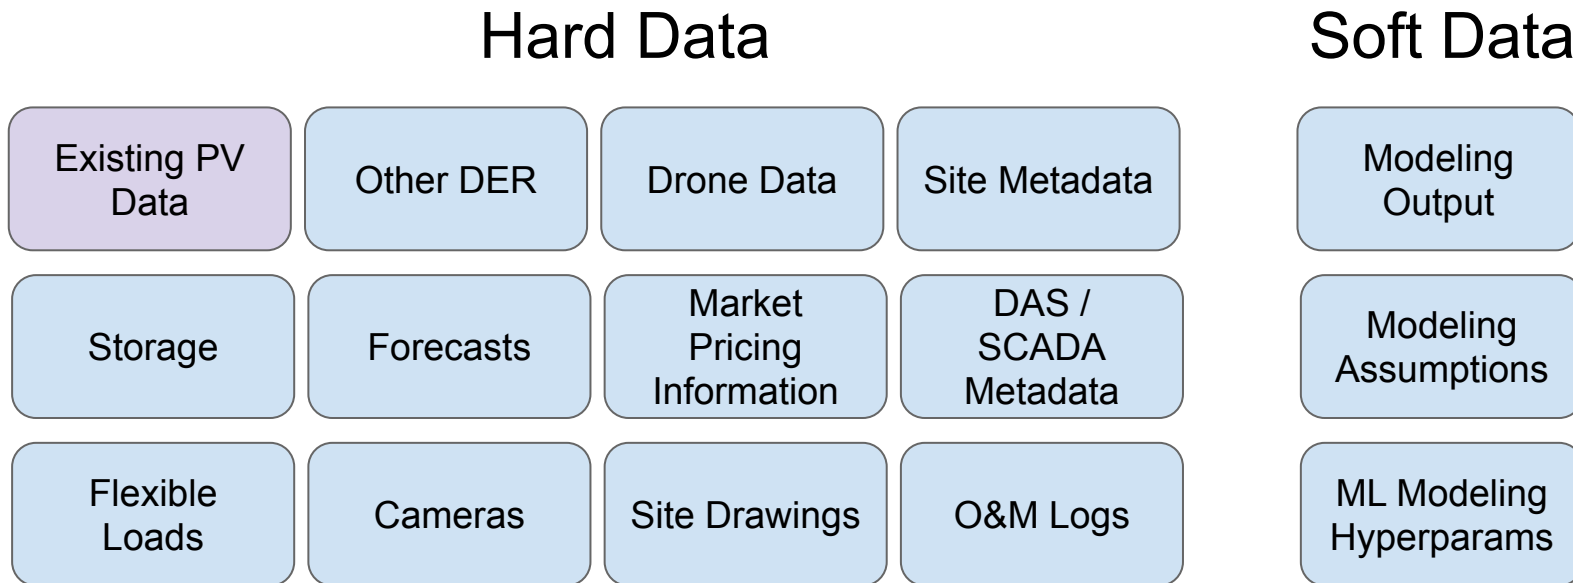 Hard Data
Soft Data
Existing PV
Data
Other DER
Drone Data
Site Metadata
Modeling
Output
Storage
Forecasts
Market
Pricing
Information
DAS /
SCADA
Metadata
Modeling
Assumptions
Flexible
Loads
Cameras
Site Drawings
O&M Logs
ML Modeling
Hyperparams